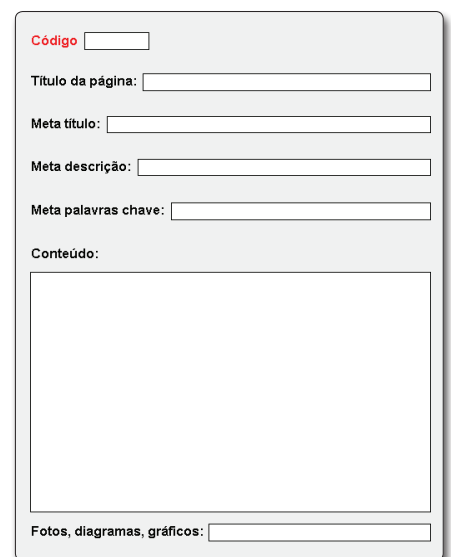 Código
Título da página:
Meta título:
Meta descrição:
Meta palavras chave:
Conteúdo:
Fotos, diagramas, gráficos: